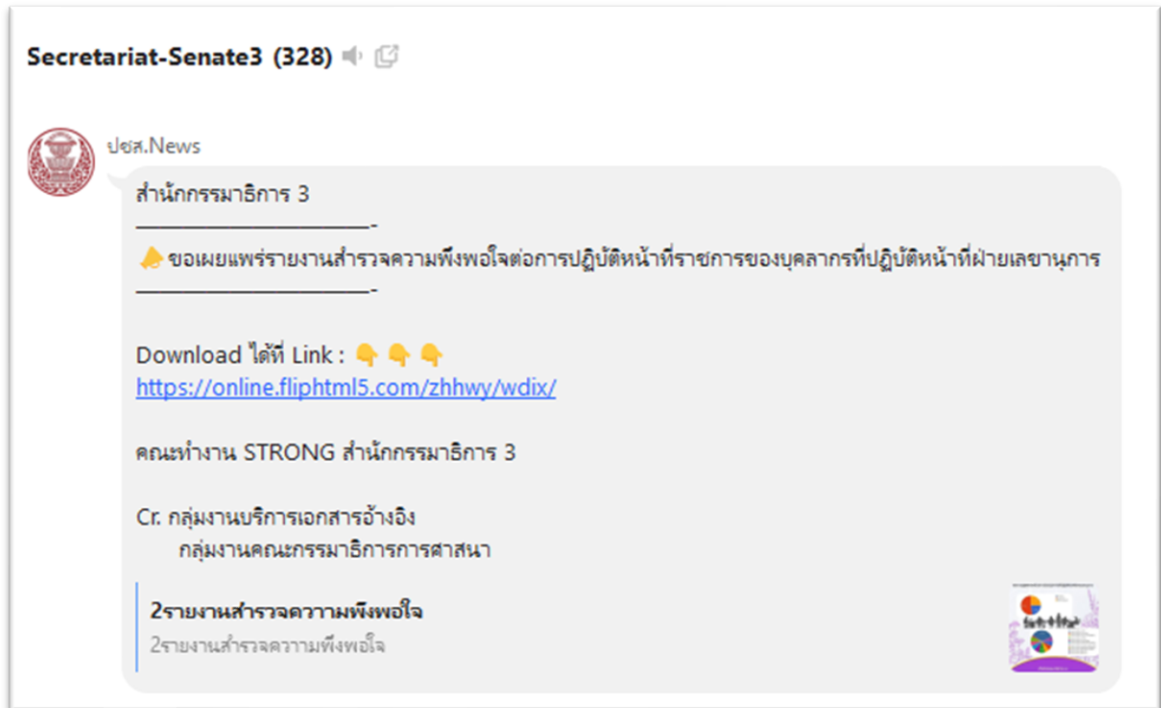 Secretariat-Senate3 (328)
ปชส.News
สำนักกรรมาธิการ 3
————————————-
📣 ขอเผยแพร่รายงานสำรวจความพึงพอใจต่อการปฏิบัติหน้าที่ราชการของบุคลากรที่ปฏิบัติหน้าที่ฝ่ายเลขานุการ
————————————-
Download ได้ที่ Link : 👇 👇 👇
https://online.fliphtml5.com/zhhwy/wdix/
คณะทำงาน STRONG สำนักกรรมาธิการ 3
Cr. กลุ่มงานบริการเอกสารอ้างอิง
กลุ่มงานคณะกรรมาธิการการศาสนา
2รายงานสำรวจควาามพึงพอใจ
2รายงานสำรวจควาามพึงพอใจ